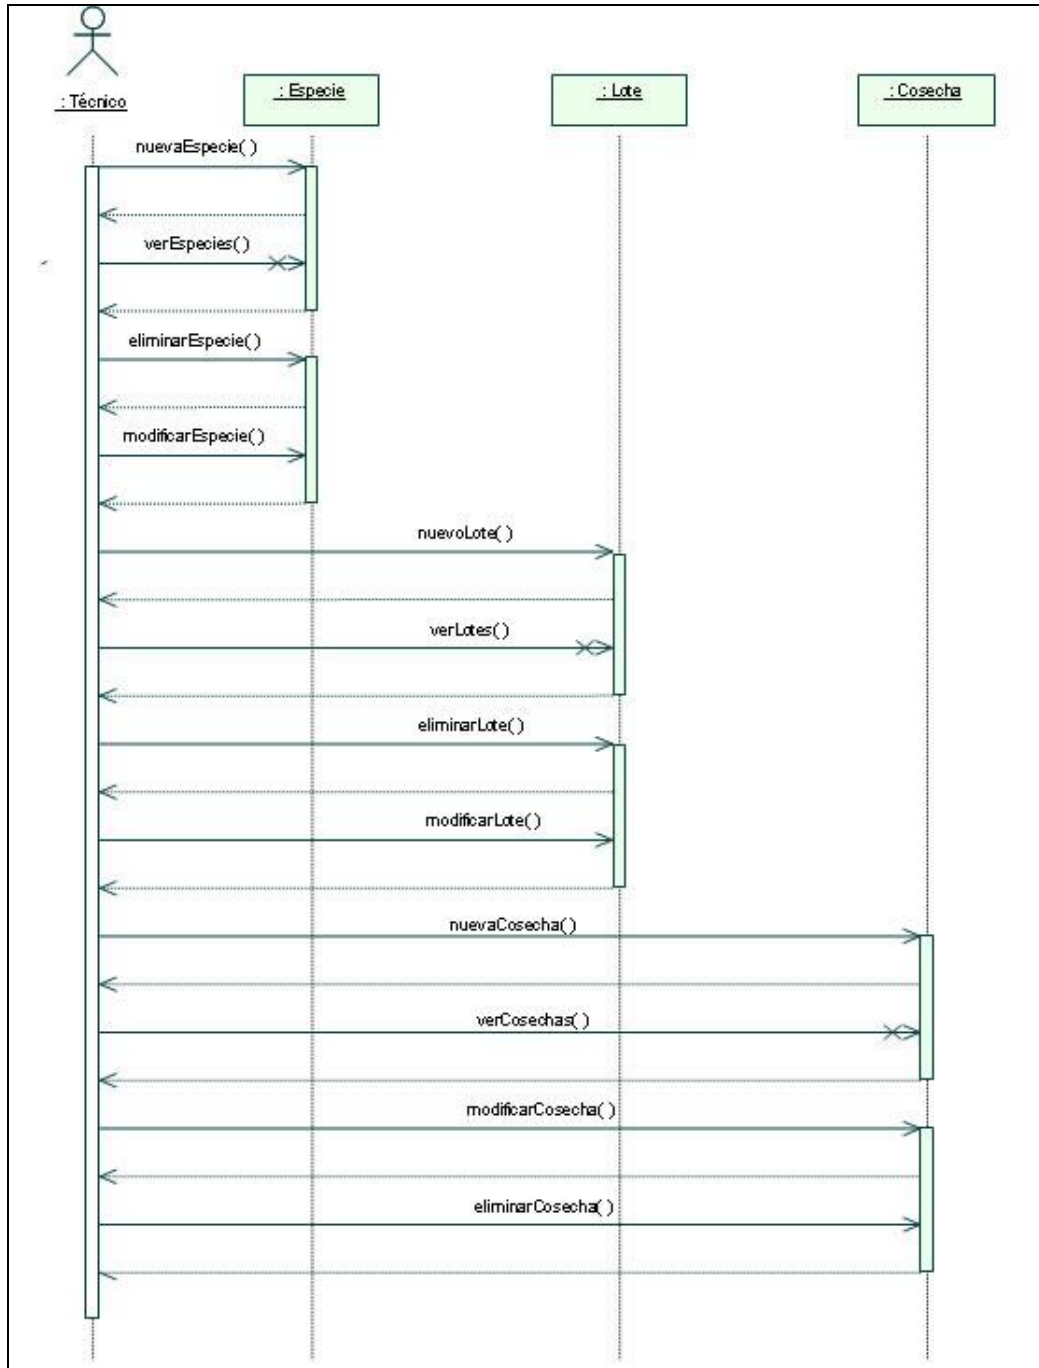 : Técnico
: Especie
: Lote
: Cosecha
nuevaEspecie( )
verEspecies()
eliminarEspecie( )
modificarEspecie( )
nuevoLote( )
verLotes()
eliminarLote( )
modificarLote( )
nuevaCosecha( )
verCosechas( )
modificarCosecha( )
eliminarCosecha( )